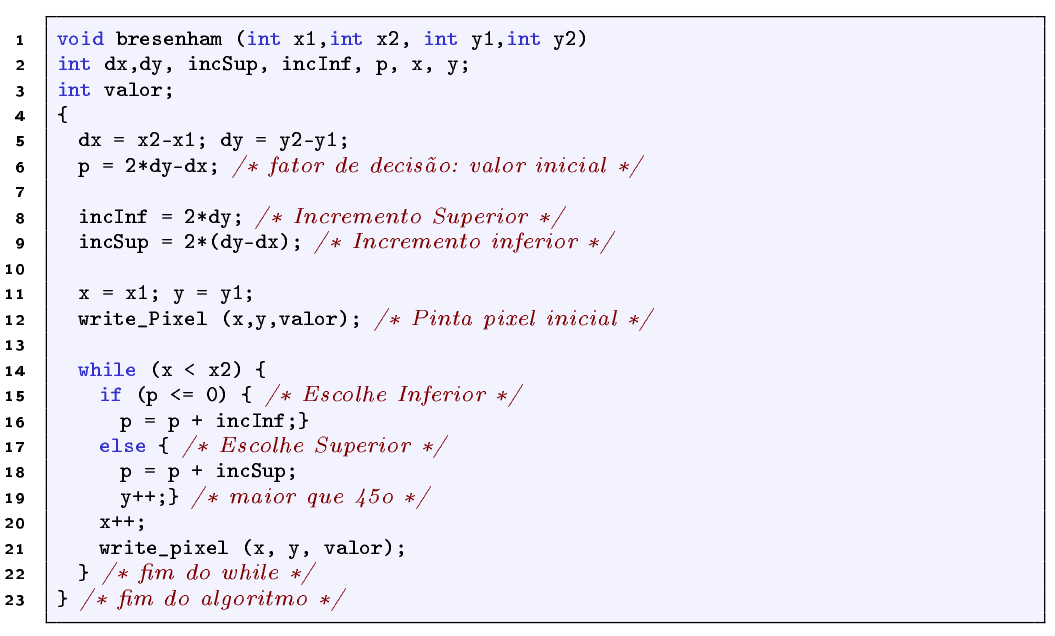 1 void bresenham (int x1,int x2, int y1,int y2)
2 int dx,dy, incSup, incInf, p, x, y;
3 int valor;
4 {
5 dx = x2-x1; dy = y2-y1;
6 p = 2*dy-dx; /* fator de decisão: valor inicial */
7
8 incInf = 2*dy; /* Incremento Superior */
9 incSup = 2*(dy-dx); /* Incremento inferior */
10
11 x = x1; y = y1;
12 write_Pixel (x,y,valor); /* Pinta pixel inicial */
13
14 while (x < x2) {
15 if (p <= 0) { /* Escolhe Inferior */
16 p = p + incInf;}
17 else { /* Escolhe Superior */
18 p = p + incSup;
19 y++;} /* maior que 45o */
20 x++;
21 write_pixel (x, y, valor);
22 } /* fim do while */
23 } /* fim do algoritmo */